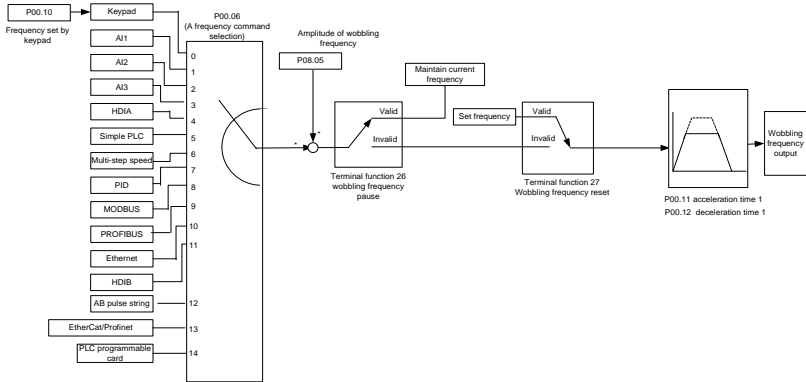 P00.10
Frequency set by
keypad
Keypad
AI1
AI2
AI3
HDIA
Simple PLC
Multi-step speed
PID
MODBUS
PROFIBUS
Ethernet
HDIB
AB pulse string
EtherCat/Profinet
PLC programmable
card
P00.06
(A frequency command
selection)
0
1
2
3
4
5
6
7
8
9
10
11
12
13
14
Amplitude of wobbling
frequency
P08.05
*
*
Valid
Invalid
Terminal function 26
wobbling frequency
pause
Maintain current
frequency
Set frequency
Valid
Invalid
Terminal function 27
Wobbling frequency reset
P00.11 accleration time 1
P00.12 deceleration time 1
Wobbling
frequency
output